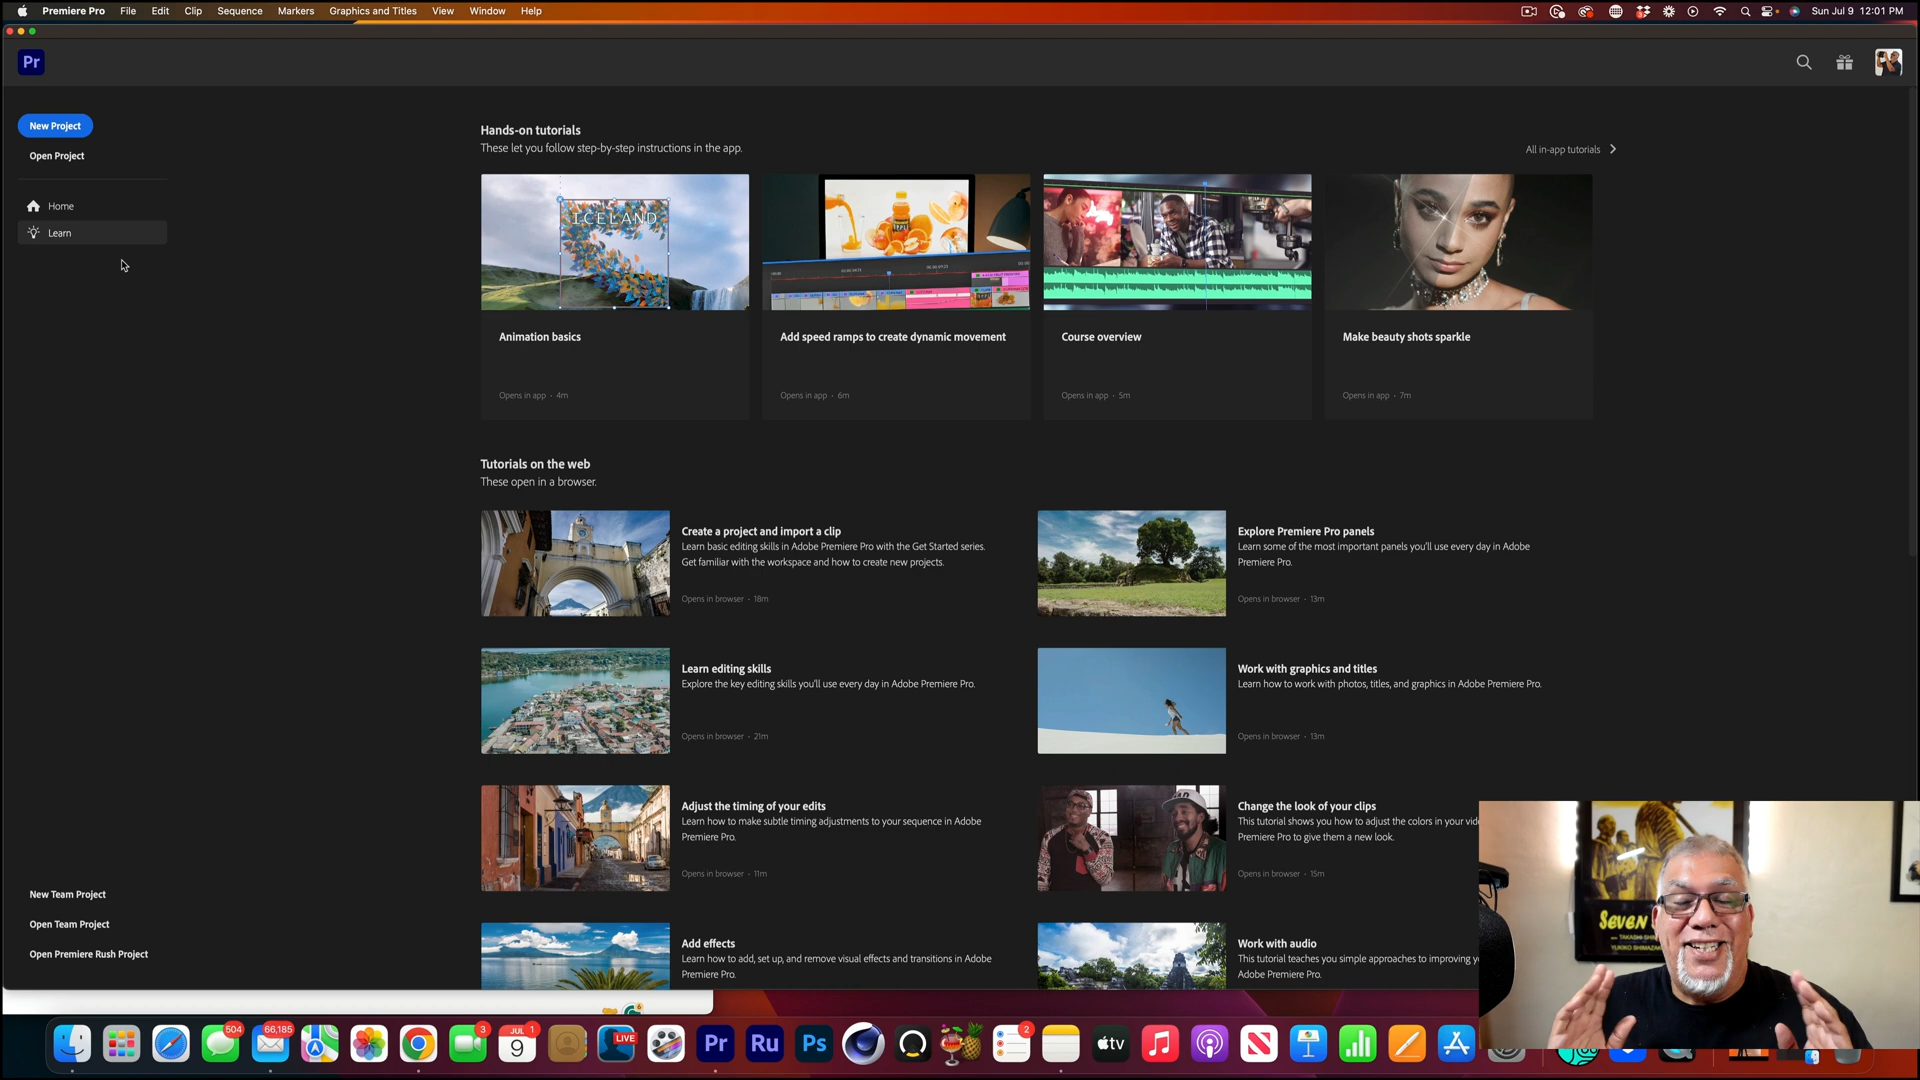 Premiere Pro File Edit Clip Sequence Markers Graphics and Titles View Window Help Sun Jul 9 12:01 PM
Pr
New Project
Open Project
Home
Learn
Hands-on tutorials
These let you follow step-by-step instructions in the app.
All in-app tutorials
ICELAND
Animation basics
Opens in app • 4m
Add speed ramps to create dynamic movement
Opens in app • 6m
Course overview
Opens in app • 5m
Make beauty shots sparkle
Opens in app • 7m
Tutorials on the web
These open in a browser.
Create a project and import a clip
Learn basic editing skills in Adobe Premiere Pro with the Get Started series.
Get familiar with the workspace and how to create new projects.
Opens in browser • 18m
Explore Premiere Pro panels
Learn some of the most important panels you'll use every day in Adobe
Premiere Pro.
Opens in browser • 13m
Learn editing skills
Explore the key editing skills you'll use every day in Adobe Premiere Pro.
Opens in browser • 21m
Work with graphics and titles
Learn how to work with photos, titles, and graphics in Adobe Premiere Pro.
Opens in browser • 13m
Adjust the timing of your edits
Learn how to make subtle timing adjustments to your sequence in Adobe
Premiere Pro.
Opens in browser • 11m
Change the look of your clips
This tutorial shows you how to adjust the colors in your vide
Premiere Pro to give them a new look.
Opens in browser • 15m
Add effects
Learn how to add, set up, and remove visual effects and transitions in Adobe
Premiere Pro.
Work with audio
This tutorial teaches you simple approaches to improving y
Adobe Premiere Pro.
New Team Project
Open Team Project
Open Premiere Rush Project
SEVEN
TAKASHI
YURIKO
504
66,185
3
JUL 1
9
LIVE
Pr
Ru
Ps
2
tv